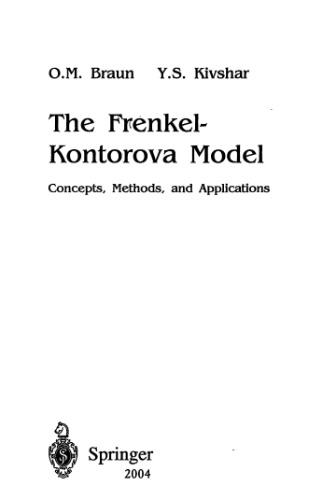 O.M. Braun Y.S. Kivshar
The Frenkel-
Kontorova Model
Concepts, Methods, and Applications
Springer
2004